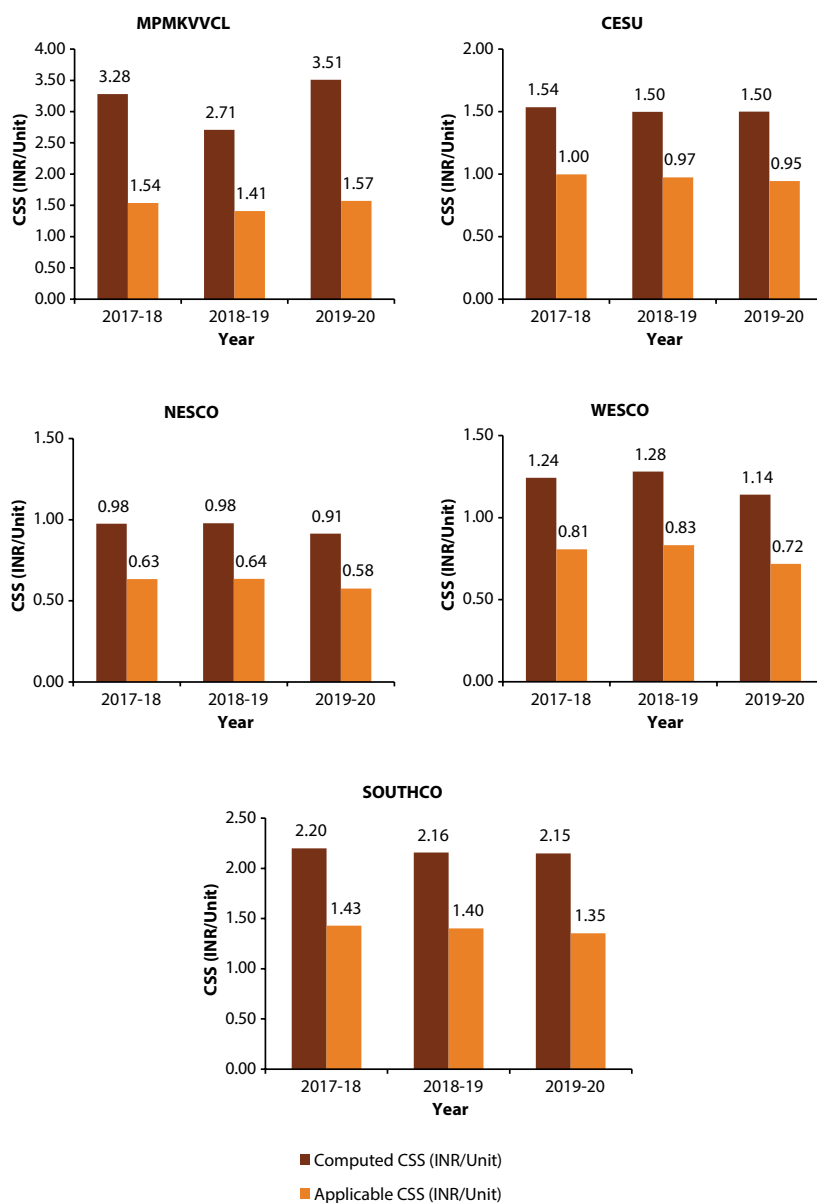 MPMKVVCL
4.00
3.50
3.00
2.50
2.00
1.50
1.00
0.50
0.00
CSS (INR/Unit)
3.28
1.54
2.71
1.41
3.51
1.57
2017-18 2018-19 2019-20
Year
CESU
2.00
1.50
1.00
0.50
0.00
CSS (INR/Unit)
1.54
1.00
1.50
0.97
1.50
0.95
2017-18 2018-19 2019-20
Year
NESCO
1.50
1.00
0.50
0.00
CSS (INR/Unit)
0.98
0.63
0.98
0.64
0.91
0.58
2017-18 2018-19 2019-20
Year
WESCO
1.50
1.00
0.50
0.00
CSS (INR/Unit)
1.24
0.81
1.28
0.83
1.14
0.72
2017-18 2018-19 2019-20
Year
SOUTHCO
2.50
2.00
1.50
1.00
0.50
0.00
CSS (INR/Unit)
2.20
1.43
2.16
1.40
2.15
1.35
2017-18 2018-19 2019-20
Year
Computed CSS (INR/Unit)
Applicable CSS (INR/Unit)